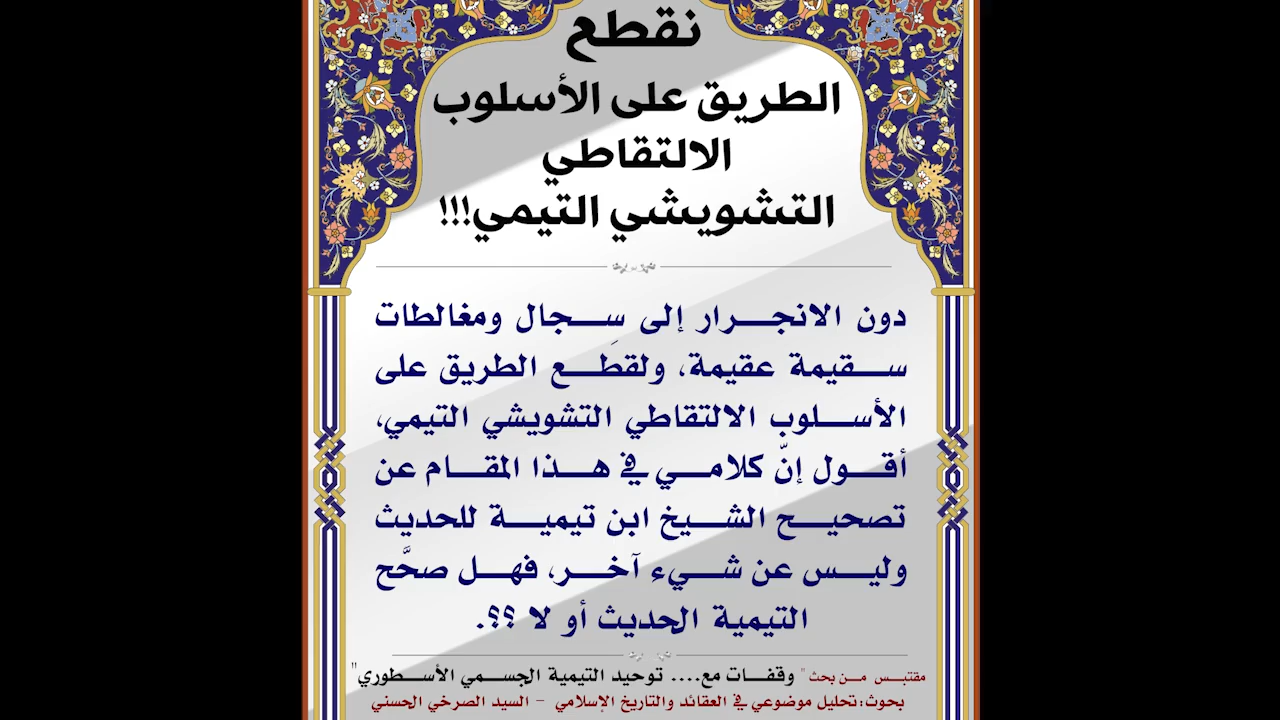 نقطع
الطريق على الأسلوب
الالتقاطي
التشويشي التيمي!!!
دون الانجرار إلى سِجال ومغالطات
سقيمة عقيمة، ولقطع الطريق على
الأسلوب الالتقاطي التشويشي التيمي،
أقول إنّ كلامي في هذا المقام عن
تصحيح الشيخ ابن تيمية للحديث
وليس عن شيء آخر، فهل صحَّح
التيمية الحديث أو لا ؟؟.
مقتبس من بحث " وقفات مع.... توحيد التيمية الجسمي الأسطوري"
بحوث: تحليل موضوعي في العقائد والتاريخ الإسلامي - السيد الصرخي الحسني